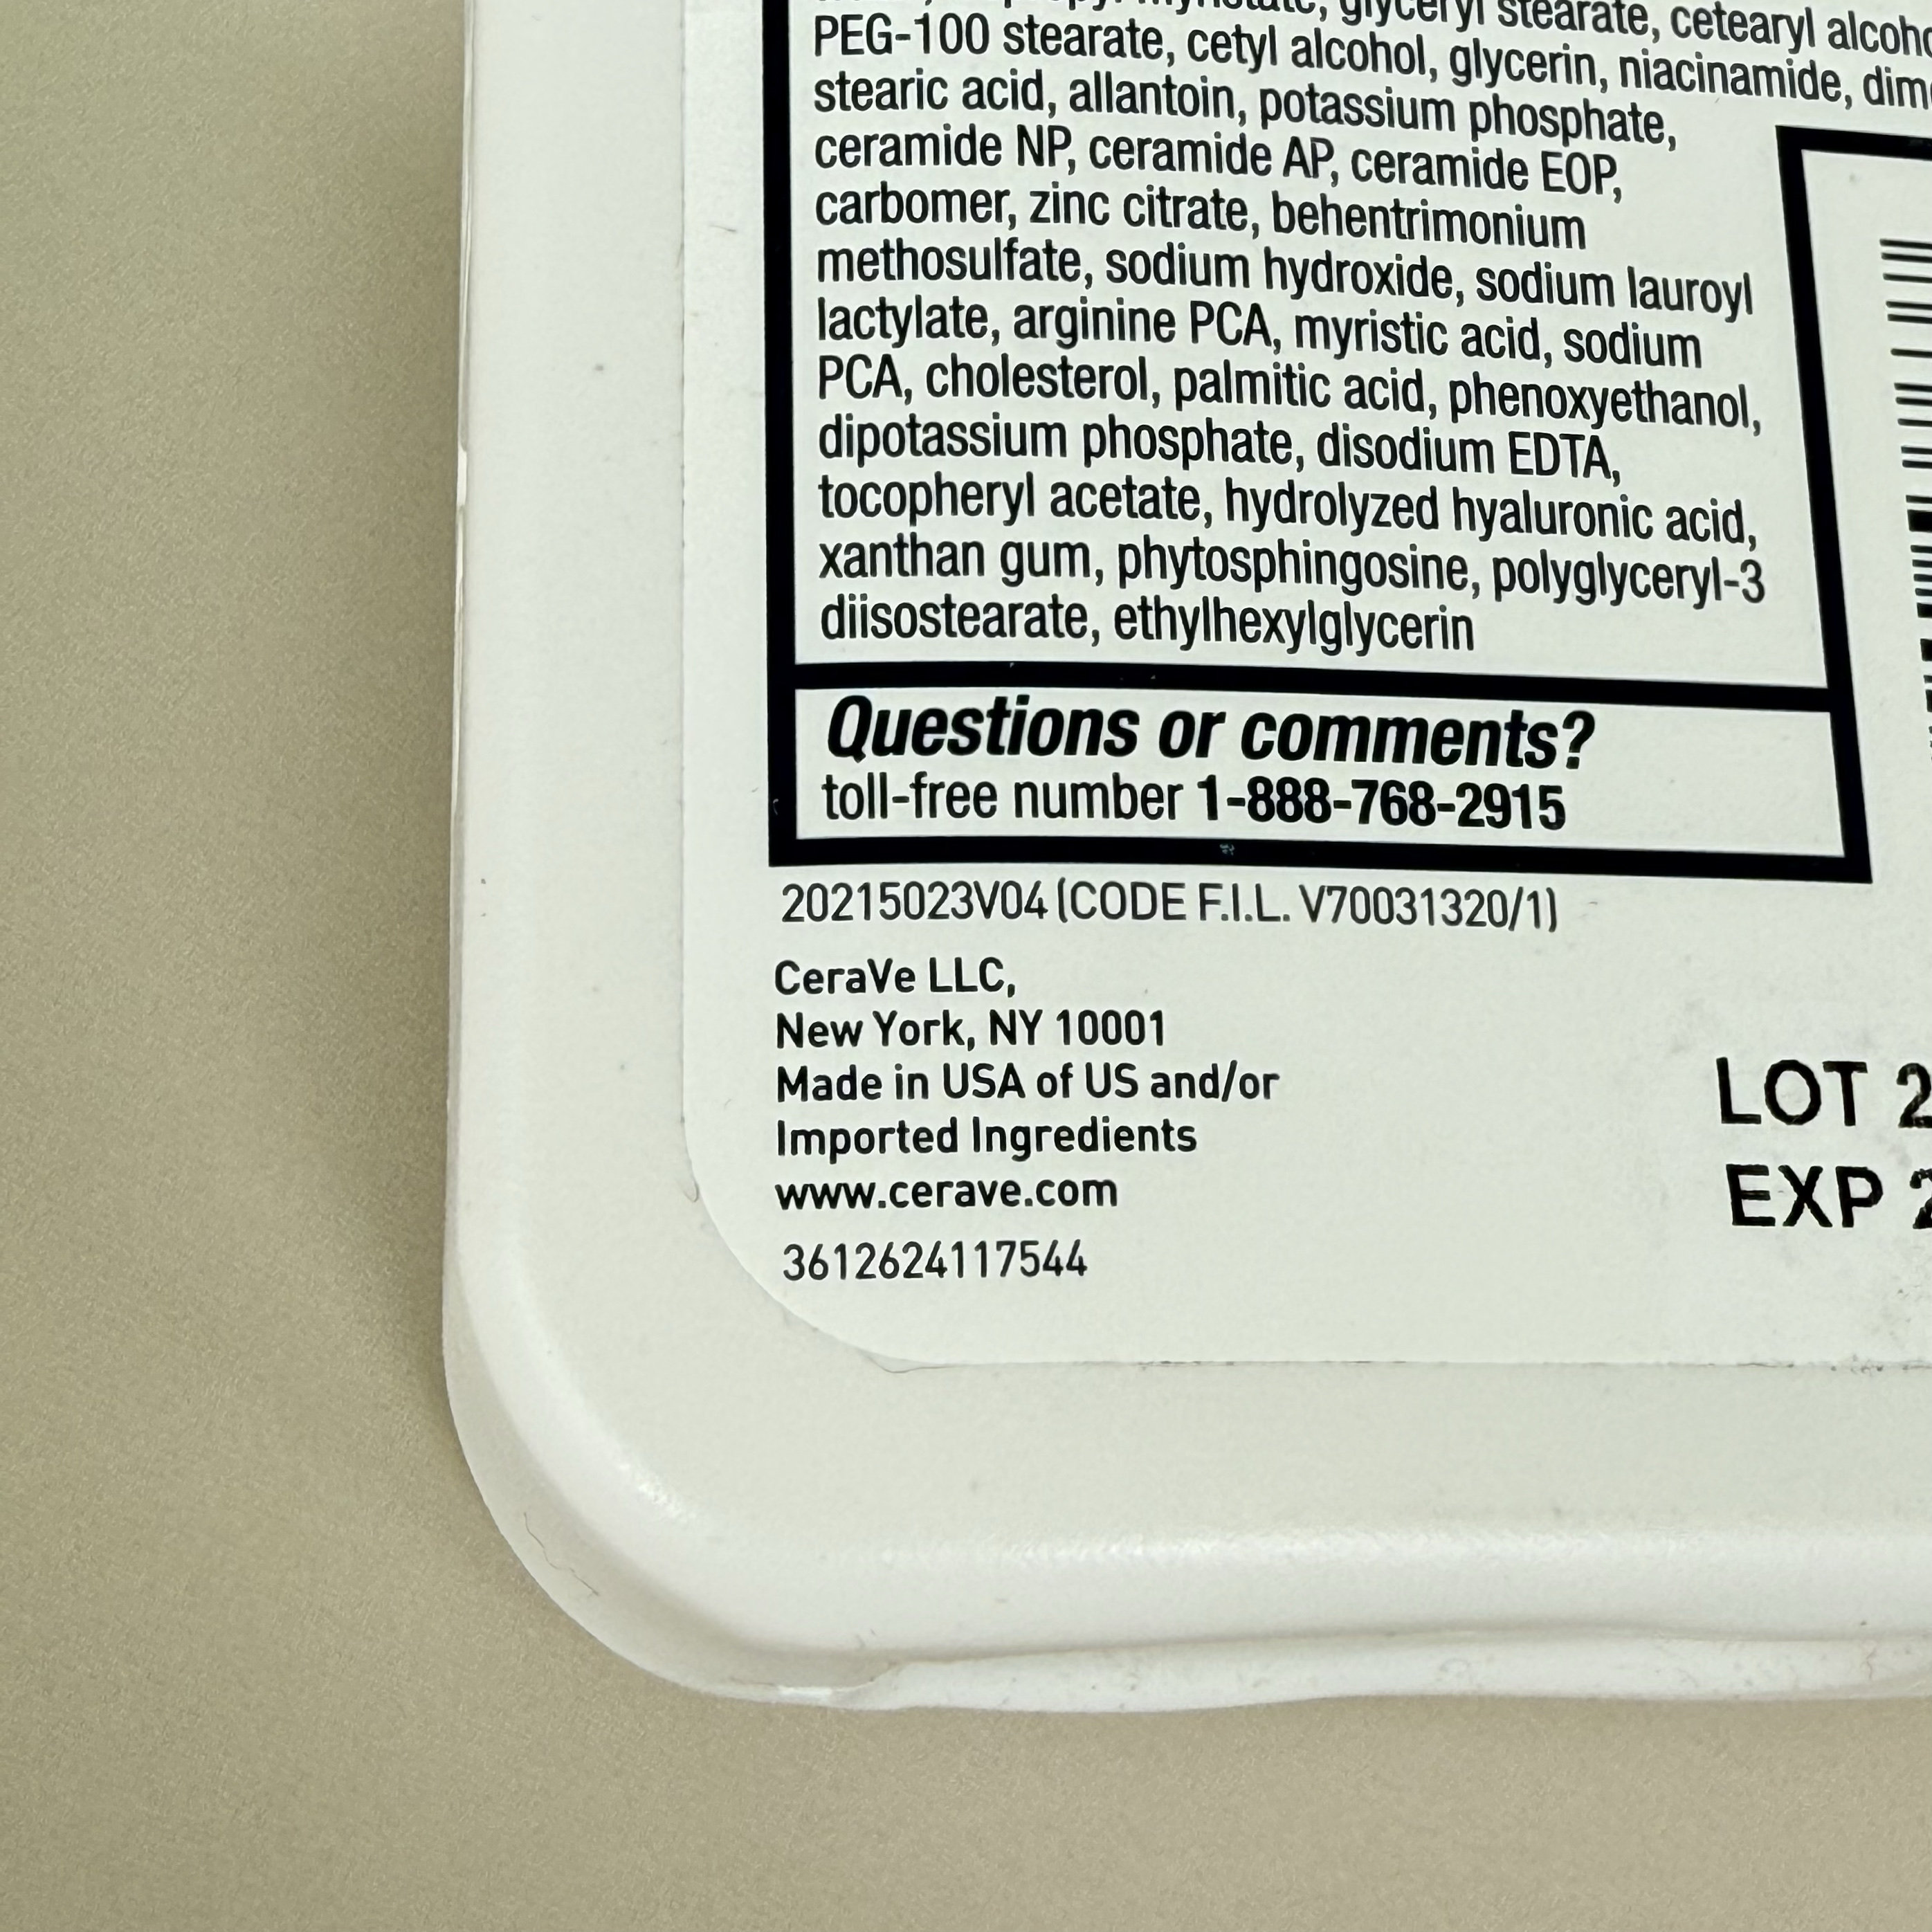 glyceryl stearate, cetearyl
PEG-100 stearate, cetyl alcohol, glycerin, niacinamide,
stearic acid, allantoin, potassium phosphate,
ceramide NP, ceramide AP, ceramide EOP,
carbomer, zinc citrate, behentrimonium
methosulfate, sodium hydroxide, sodium lauroyl
lactylate, arginine PCA, myristic acid, sodium
PCA, cholesterol, palmitic acid, phenoxyethanol,
dipotassium phosphate, disodium EDTA,
tocopheryl acetate, hydrolyzed hyaluronic acid,
xanthan gum, phytosphingosine, polyglyceryl-3
diisostearate, ethylhexylglycerin
Questions or comments?
toll-free number 1-888-768-2915
20215023V04 (CODE F.I.L. V70031320/1)
CeraVe LLC,
New York, NY 10001
Made in USA of US and/or
Imported Ingredients
www.cerave.com
3612624117544
LOT
EXP